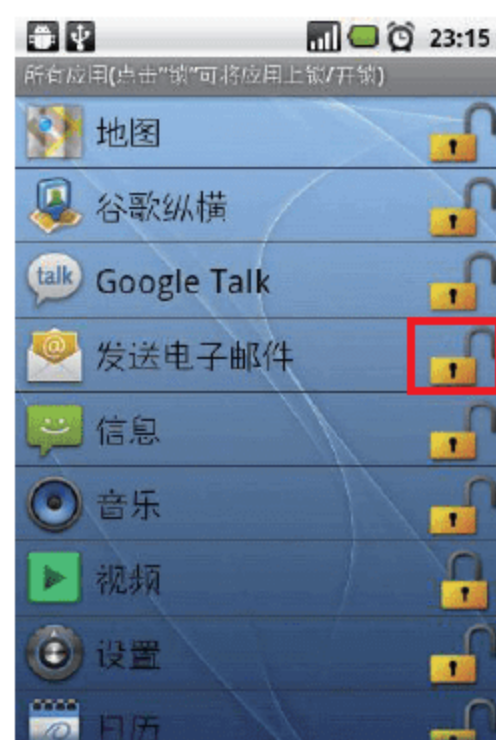 23:15
所有应用(点击"锁"可将应用上锁/开锁)
地图
谷歌纵横
talk Google Talk
发送电子邮件
信息
音乐
视频
设置
日历